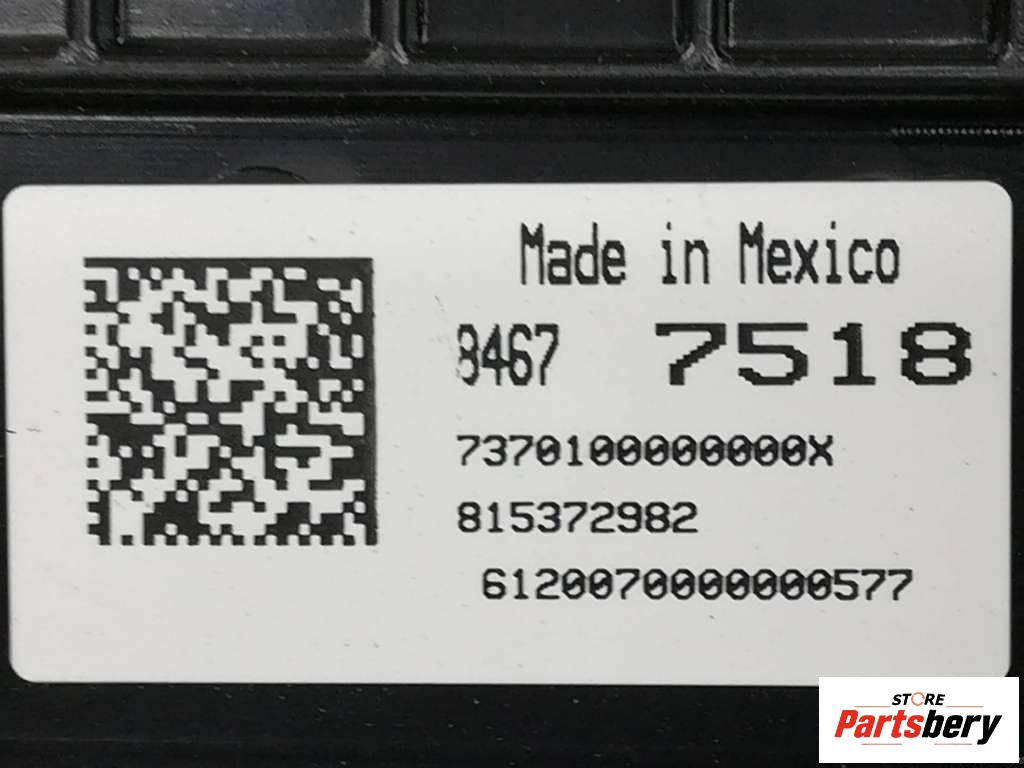 Made in Mexico
8467 7518
7370100000000X
815372982
6120070000000577
STORE
Partsbery